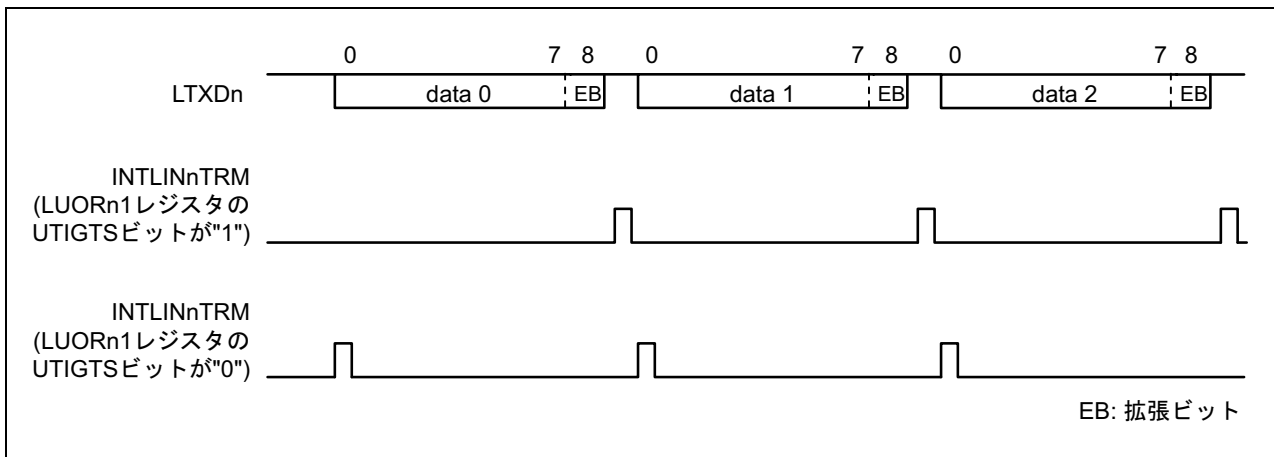 0 7 8 0 7 8 0 7 8
LTXDn data 0 EB data 1 EB data 2 EB
INTLINnTRM
(LUORn1レジスタの
UTIGTSビットが"1")
INTLINnTRM
(LUORn1レジスタの
UTIGTSビットが"0")
EB: 拡張ビット